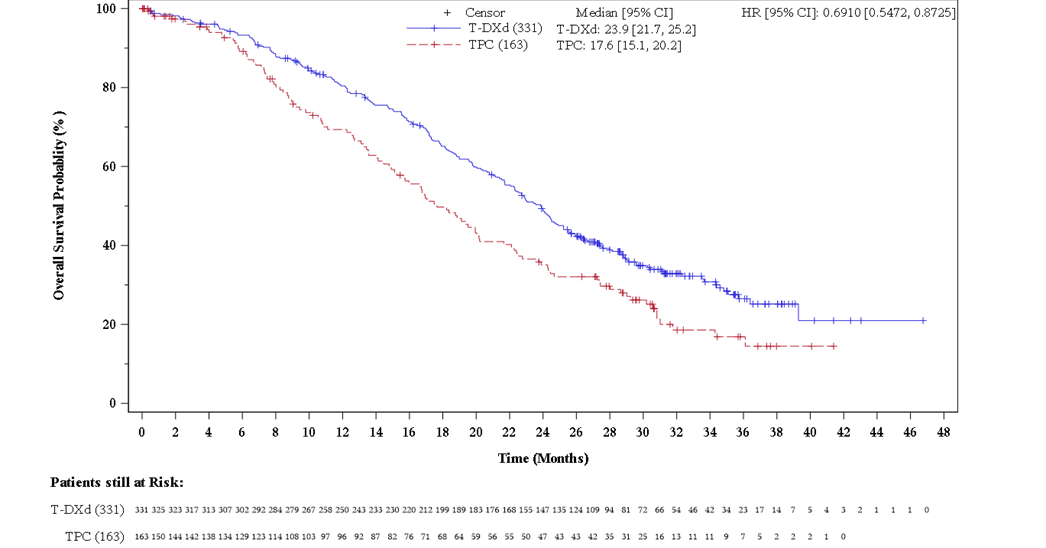 + Censor Median [95% CI] HR [95% CI]: 0.6910 [0.5472, 0.8725]
T-DXd (331) T-DXd: 23.9 [21.7, 25.2]
TPC (163) TPC: 17.6 [15.1, 20.2]
100
80
60
40
20
0
Overall Survival Probablity (%)
0 2 4 6 8 10 12 14 16 18 20 22 24 26 28 30 32 34 36 38 40 42 44 46 48
Time (Months)
Patients still at Risk:
T-DXd (331) 331 325 323 317 313 307 302 292 284 279 267 258 250 243 233 230 220 212 199 189 183 176 168 155 147 135 124 109 94 81 72 66 54 46 42 34 23 17 14 7 5 4 3 2 1 1 1 0
TPC (163) 163 150 144 142 138 134 129 123 114 108 103 97 96 92 87 82 76 71 68 64 59 56 55 50 47 43 43 42 35 31 25 16 13 11 11 9 7 5 2 2 2 1 0